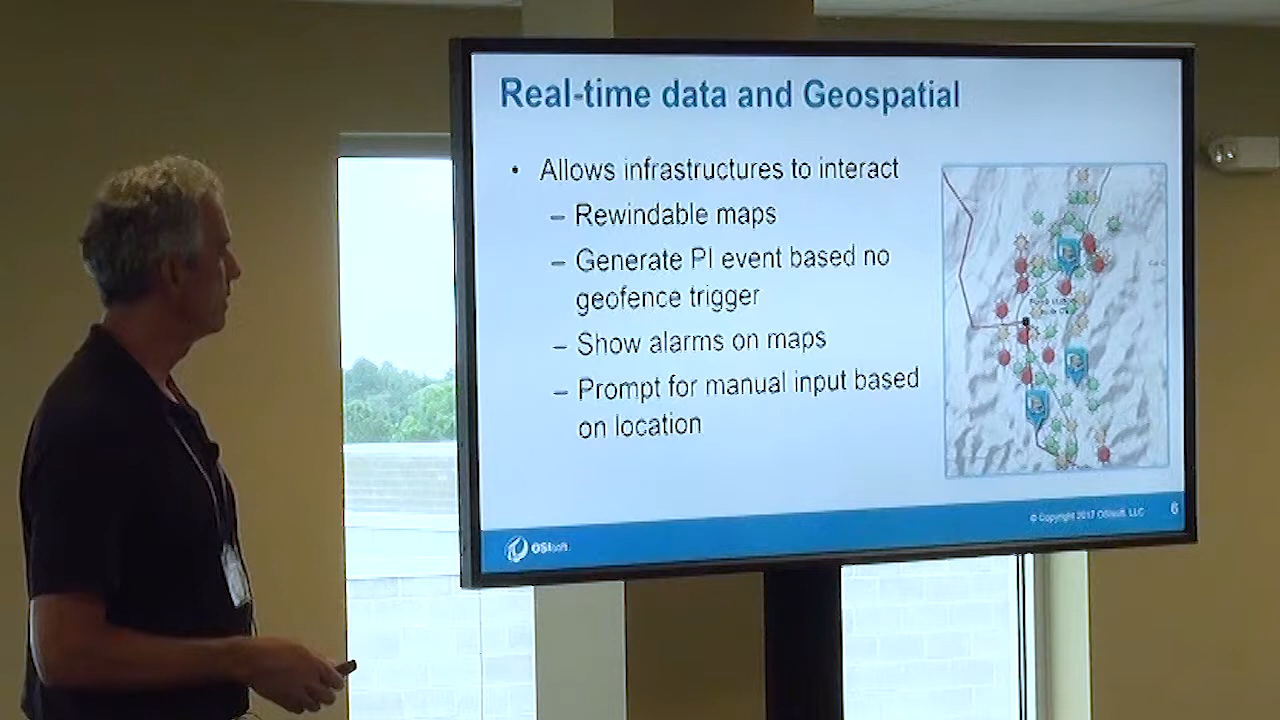 Real-time data and Geospatial
• Allows infrastructures to interact
– Rewindable maps
– Generate PI event based no
geofence trigger
– Show alarms on maps
– Prompt for manual input based
on location
© Copyright 2017 OSIsoft, LLC
6
OSIsoft.